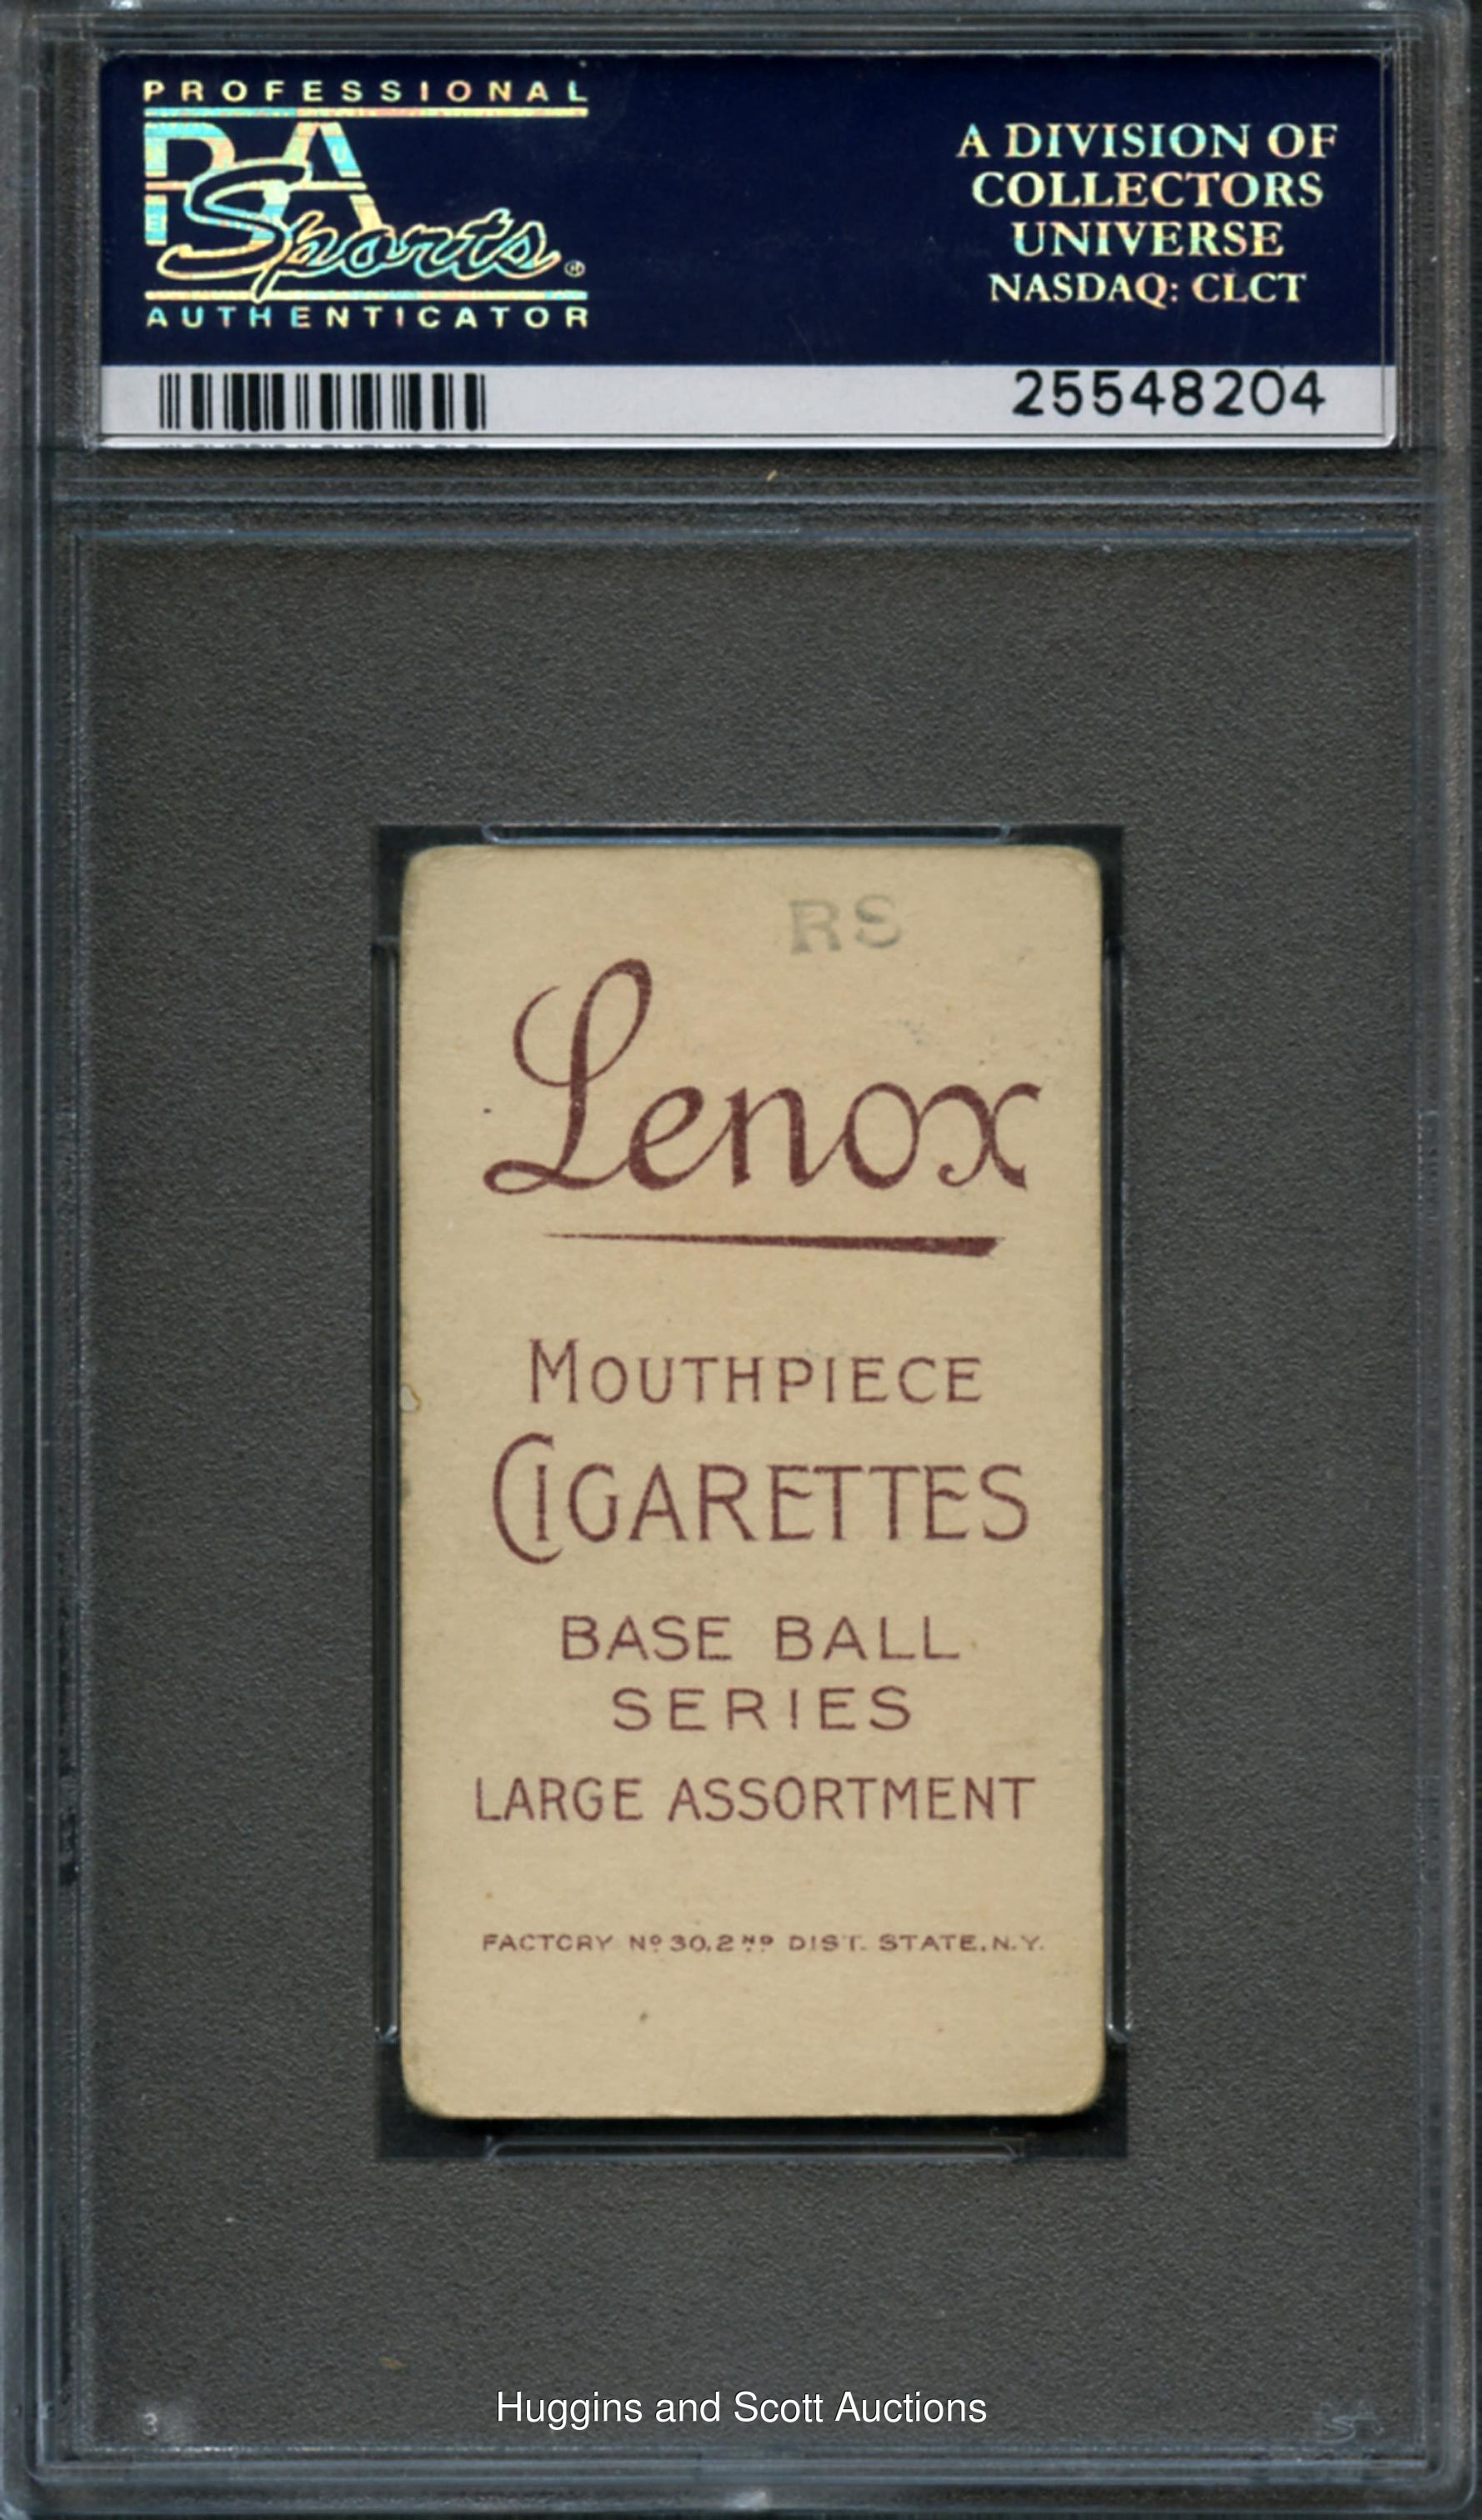 PROFESSIONAL
PSA
Sports®
AUTHENTICATOR
A DIVISION OF
COLLECTORS
UNIVERSE
NASDAQ: CLCT
25548204
RS
Lenox
MOUTHPIECE
CIGARETTES
BASE BALL
SERIES
LARGE ASSORTMENT
FACTORY Nº 30, 2ND DIST. STATE, N.Y.
Huggins and Scott Auctions
3